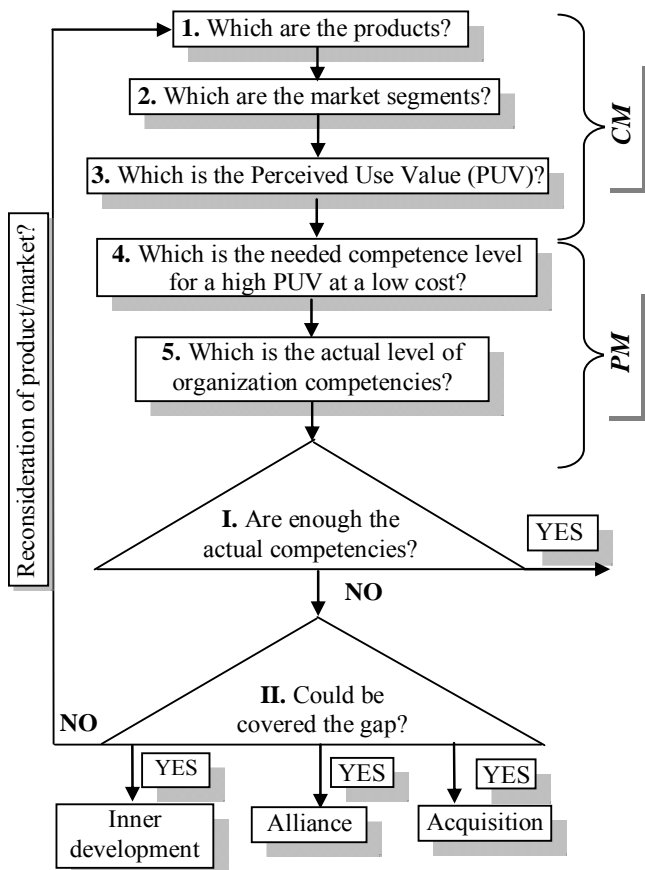 1. Which are the products?
2. Which are the market segments?
3. Which is the Perceived Use Value (PUV)?
CM
4. Which is the needed competence level
for a high PUV at a low cost?
5. Which is the actual level of
organization competencies?
PM
Reconsideration of product/market?
I. Are enough the
actual competencies?
YES
NO
II. Could be
covered the gap?
NO
YES
YES
YES
Inner
development
Alliance
Acquisition